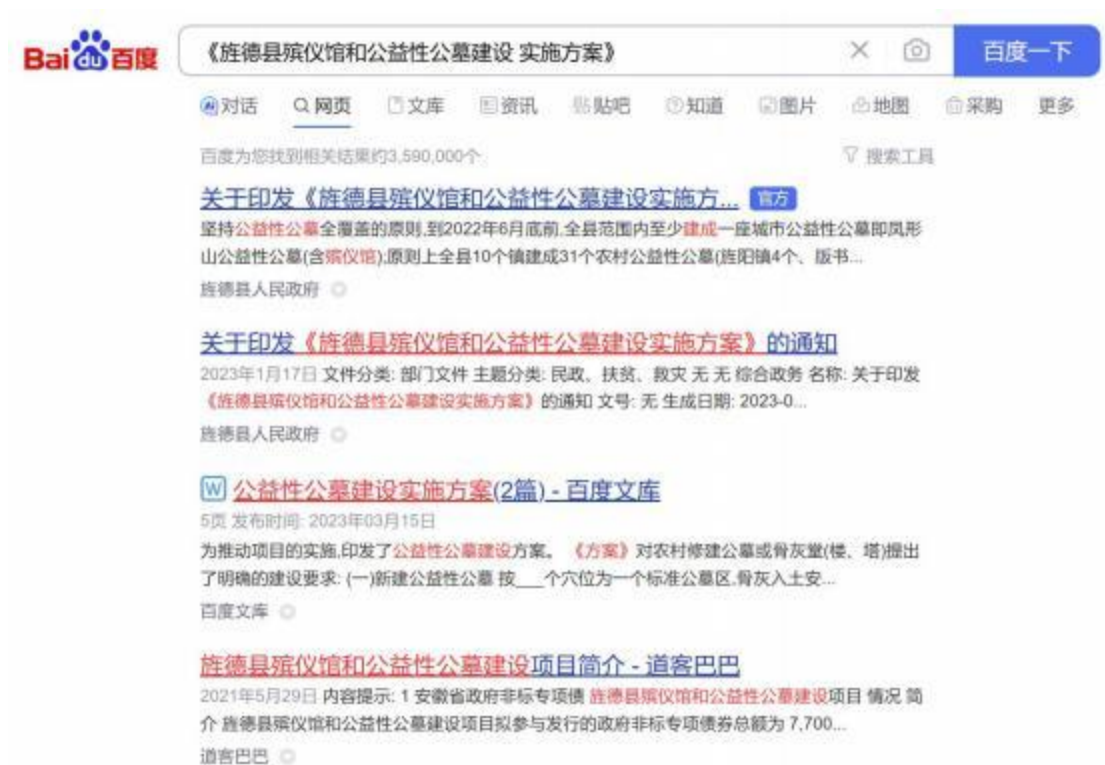 Bai du 百度
《旌德县殡仪馆和公益性公墓建设 实施方案》
百度一下
对话 网页 文库 资讯 贴吧 知道 图片 地图 采购 更多
百度为您找到相关结果约3,590,000个 搜索工具
关于印发《旌德县殡仪馆和公益性公墓建设实施方... 官方
坚持公益性公墓全覆盖的原则,到2022年6月底前,全县范围内至少建成一座城市公益性公墓即凤形
山公益性公墓(含殡仪馆);原则上全县10个镇建成31个农村公益性公墓(旌阳镇4个、版书...
旌德县人民政府
关于印发《旌德县殡仪馆和公益性公墓建设实施方案》的通知
2023年1月17日 文件分类: 部门文件 主题分类: 民政、扶贫、救灾 无 无 综合政务 名称: 关于印发
《旌德县殡仪馆和公益性公墓建设实施方案》的通知 文号: 无 生成日期: 2023-0...
旌德县人民政府
W 公益性公墓建设实施方案(2篇) - 百度文库
5页 发布时间: 2023年03月15日
为推动项目的实施,印发了公益性公墓建设方案。 《方案》对农村修建公墓或骨灰堂(楼、塔)提出
了明确的建设要求: (一)新建公益性公墓 按___个穴位为一个标准公墓区,骨灰入土安...
百度文库
旌德县殡仪馆和公益性公墓建设项目简介 - 道客巴巴
2021年5月29日 内容提示: 1 安徽省政府非标专项债 旌德县殡仪馆和公益性公墓建设项目 情况 简
介 旌德县殡仪馆和公益性公墓建设项目拟参与发行的政府非标专项债券总额为 7,700...
道客巴巴